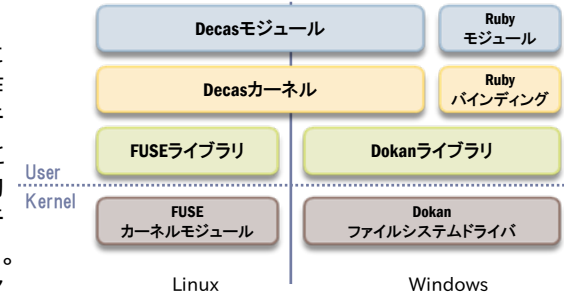 Decasモジュール
Ruby
モジュール
Decasカーネル
Ruby
バインディング
FUSEライブラリ
Dokanライブラリ
User
Kernel
FUSE
カーネルモジュール
Dokan
ファイルシステムドライバ
Linux
Windows